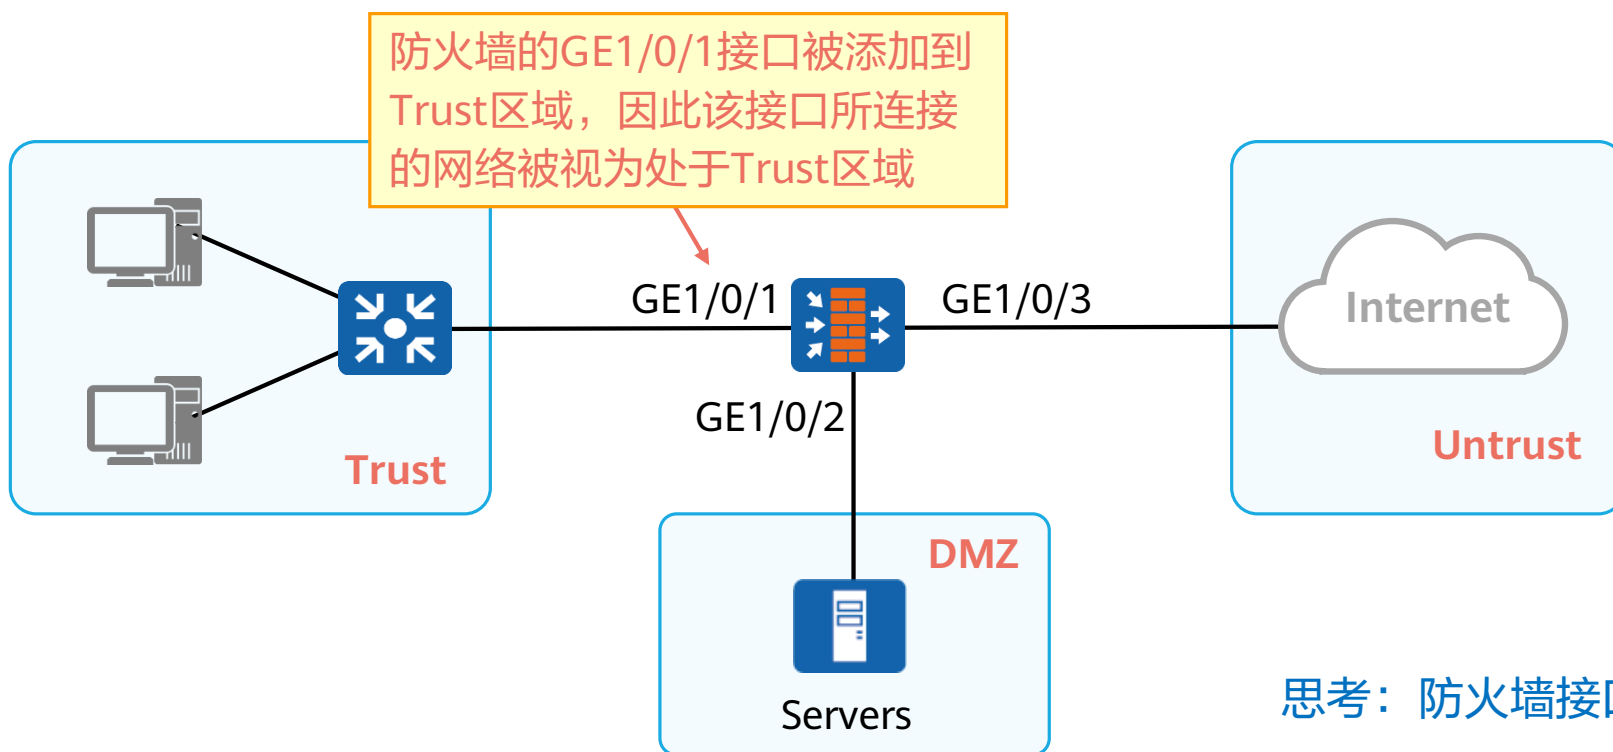 防火墙的GE1/0/1接口被添加到
Trust区域，因此该接口所连接
的网络被视为处于Trust区域
GE1/0/1
GE1/0/3
Internet
GE1/0/2
Untrust
Trust
DMZ
Servers
思考：防火墙接口